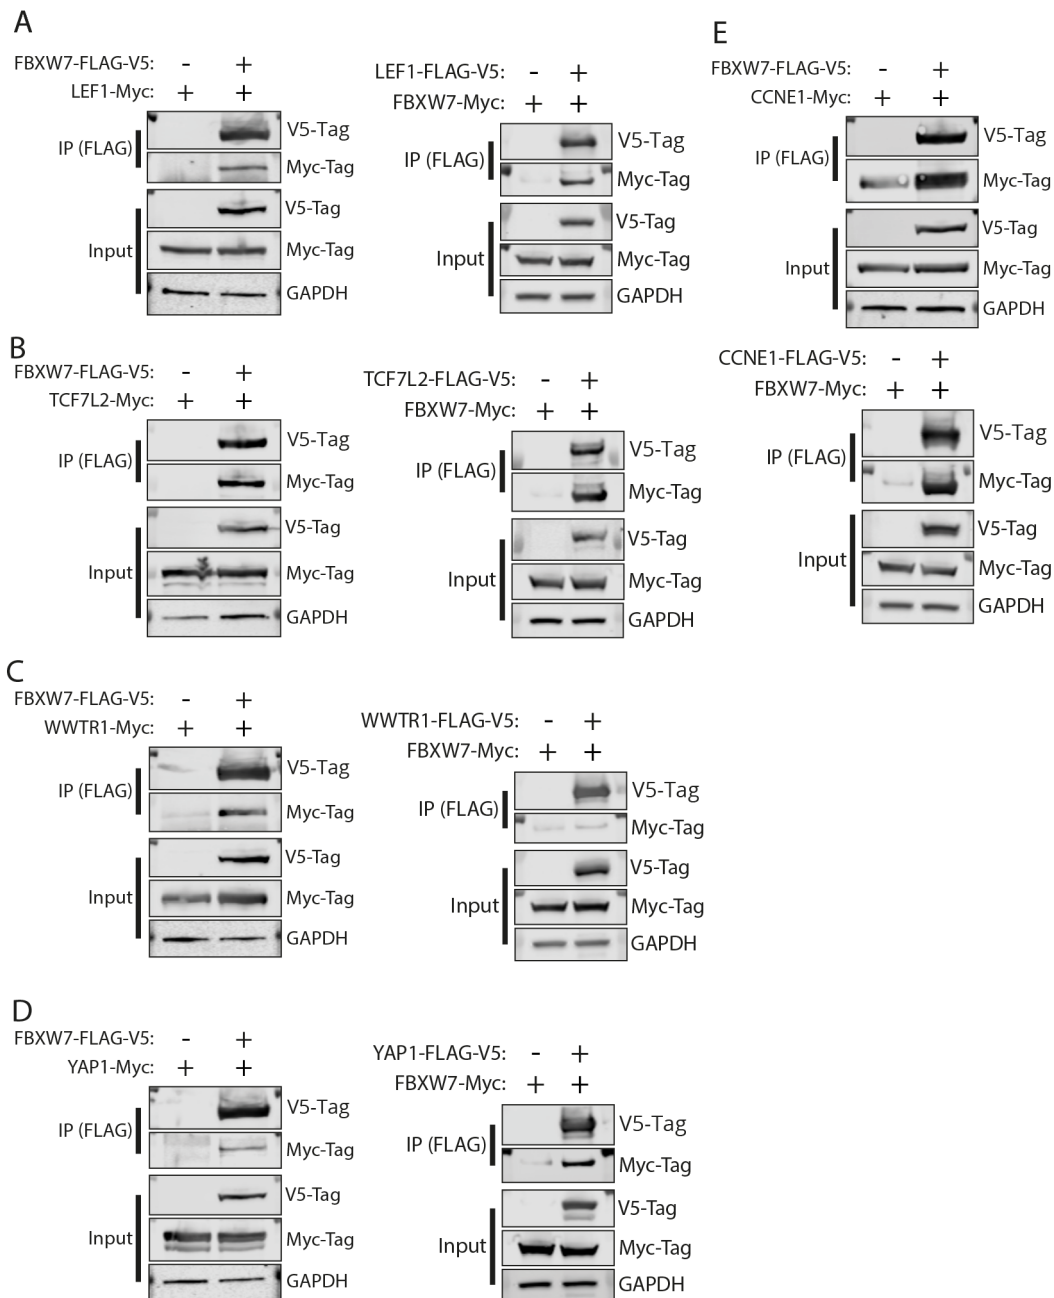 A
FBXW7-FLAG-V5: - +
LEF1-Myc: + +
IP (FLAG)
V5-Tag
Myc-Tag
Input
V5-Tag
Myc-Tag
GAPDH
LEF1-FLAG-V5: - +
FBXW7-Myc: + +
IP (FLAG)
V5-Tag
Myc-Tag
Input
V5-Tag
Myc-Tag
GAPDH
B
FBXW7-FLAG-V5: - +
TCF7L2-Myc: + +
IP (FLAG)
V5-Tag
Myc-Tag
Input
V5-Tag
Myc-Tag
GAPDH
TCF7L2-FLAG-V5: - +
FBXW7-Myc: + +
IP (FLAG)
V5-Tag
Myc-Tag
Input
V5-Tag
Myc-Tag
GAPDH
C
FBXW7-FLAG-V5: - +
WWTR1-Myc: + +
IP (FLAG)
V5-Tag
Myc-Tag
Input
V5-Tag
Myc-Tag
GAPDH
WWTR1-FLAG-V5: - +
FBXW7-Myc: + +
IP (FLAG)
V5-Tag
Myc-Tag
Input
V5-Tag
Myc-Tag
GAPDH
D
FBXW7-FLAG-V5: - +
YAP1-Myc: + +
IP (FLAG)
V5-Tag
Myc-Tag
Input
V5-Tag
Myc-Tag
GAPDH
YAP1-FLAG-V5: - +
FBXW7-Myc: + +
IP (FLAG)
V5-Tag
Myc-Tag
Input
V5-Tag
Myc-Tag
GAPDH
E
FBXW7-FLAG-V5: - +
CCNE1-Myc: + +
IP (FLAG)
V5-Tag
Myc-Tag
Input
V5-Tag
Myc-Tag
GAPDH
CCNE1-FLAG-V5: - +
FBXW7-Myc: + +
IP (FLAG)
V5-Tag
Myc-Tag
Input
V5-Tag
Myc-Tag
GAPDH